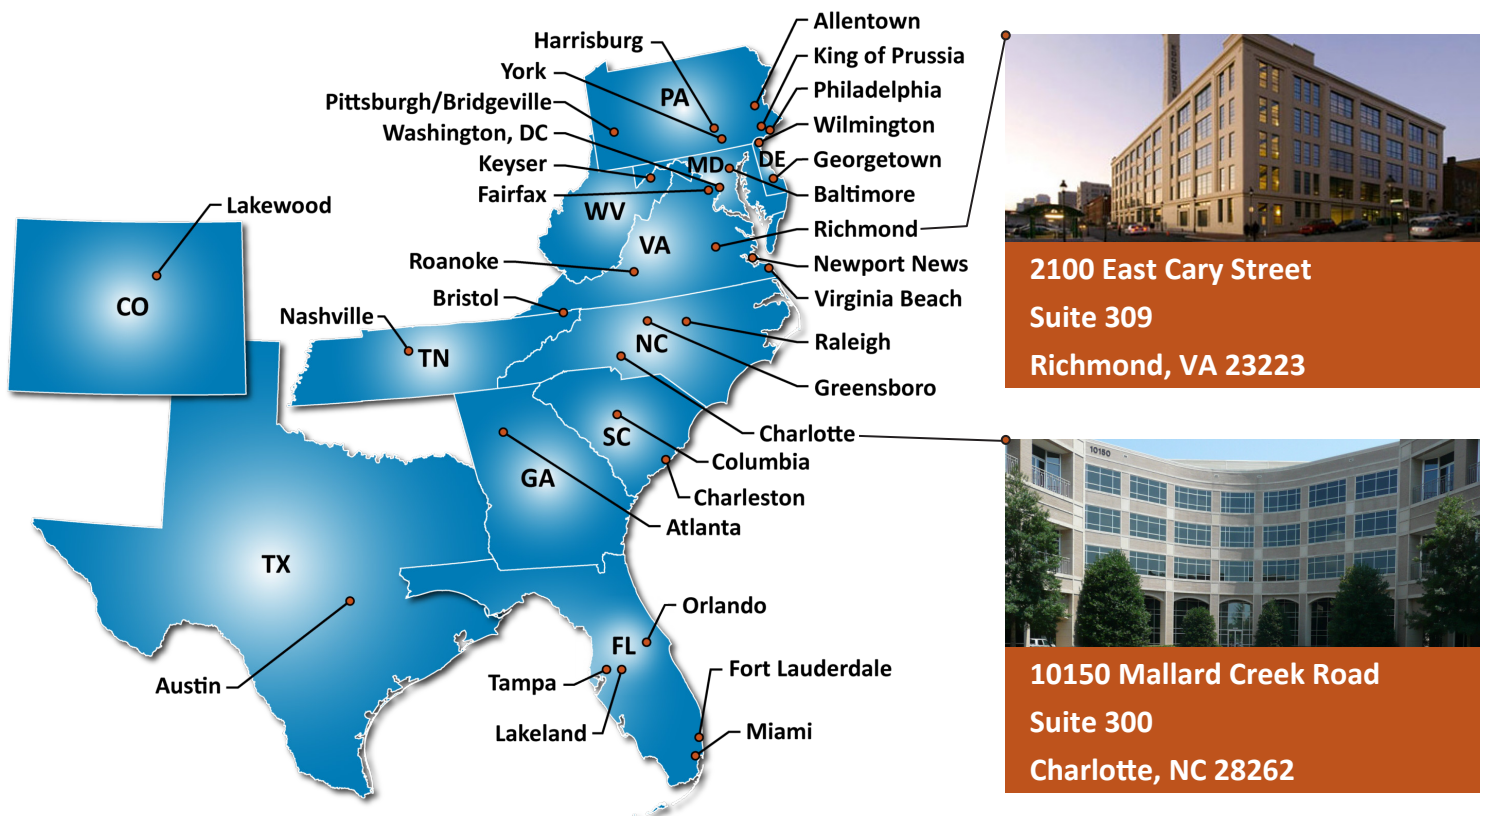 Allentown
Harrisburg
King of Prussia
York
PA
Philadelphia
Pittsburgh/Bridgeville
Wilmington
Washington, DC
MD
DE
Georgetown
Keyser
Fairfax
Baltimore
Lakewood
WV
Richmond
VA
Roanoke
Newport News
Bristol
Virginia Beach
CO
Nashville
TN
NC
Raleigh
Greensboro
SC
Charlotte
Columbia
GA
Charleston
Atlanta
TX
Orlando
FL
Austin
Tampa
Fort Lauderdale
Lakeland
Miami
2100 East Cary Street
Suite 309
Richmond, VA 23223
10150
10150 Mallard Creek Road
Suite 300
Charlotte, NC 28262